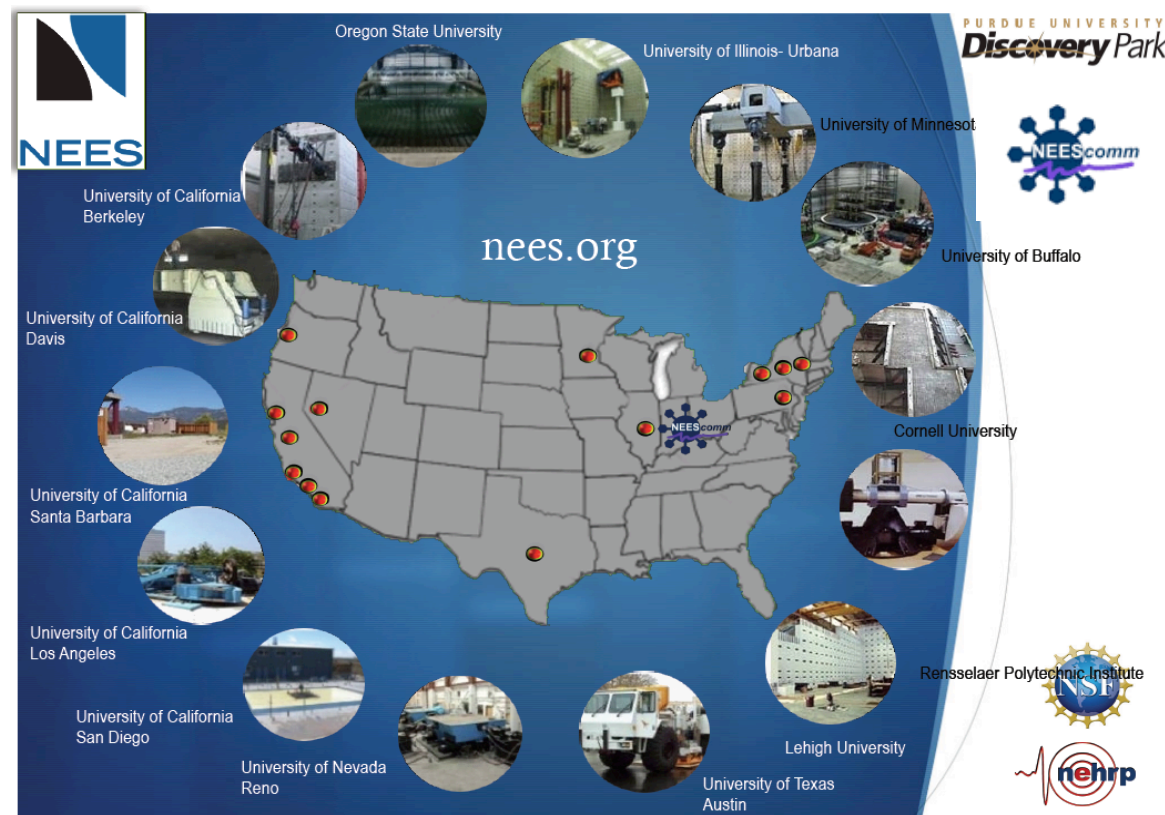 NEES
Oregon State University
University of Illinois- Urbana
PURDUE UNIVERSITY
Discovery Park
University of Minnesot
NEEScomm
University of California
Berkeley
nees.org
University of Buffalo
University of California
Davis
NEEScomm
Cornell University
University of California
Santa Barbara
University of California
Los Angeles
Rensselaer Polytechnic Institute
NSF
University of California
San Diego
University of Nevada
Reno
University of Texas
Austin
Lehigh University
nehrp